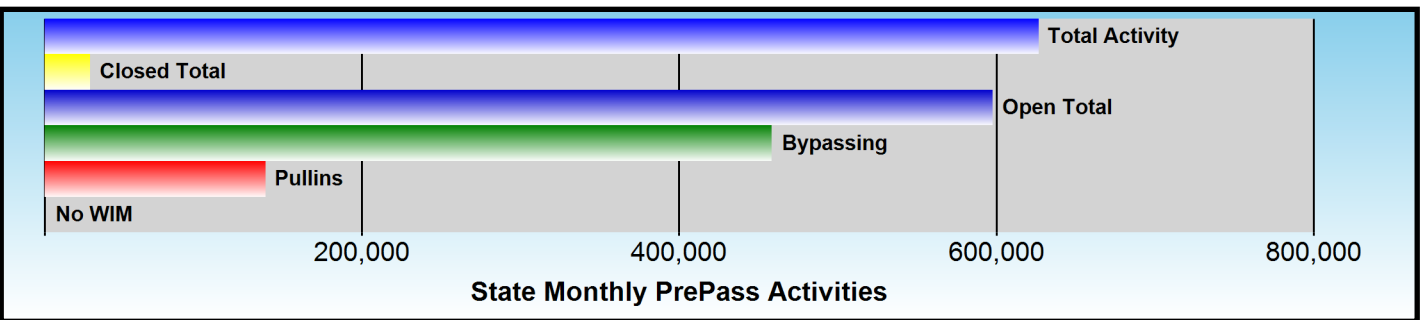 Total Activity
Closed Total
Open Total
Bypassing
Pullins
No WIM
200,000 400,000 600,000 800,000
State Monthly PrePass Activities